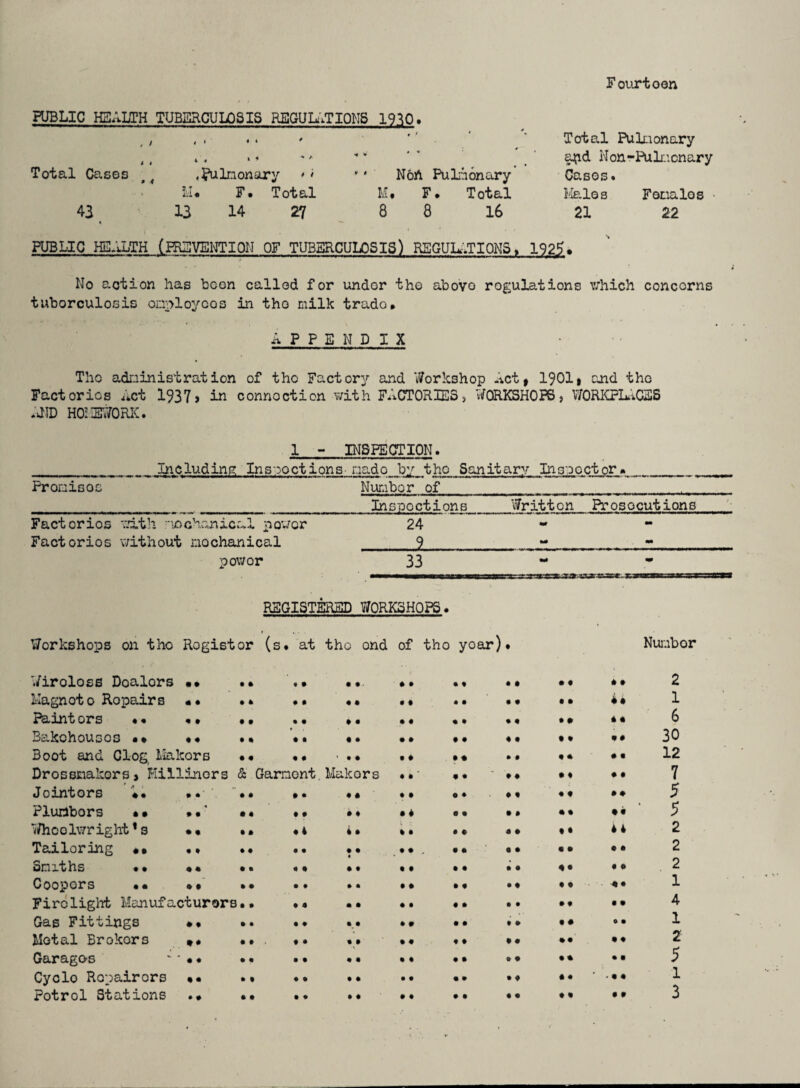 Fourteen
PUBLIC HEALTH TUBERCULOSIS REGULATIONS 1930.
Total Pulmonary
and Non-Pulmonary
Total Cases Pulmonary Non Pulmonary Cases.
M. F. Total M. F. Total Males Females
43 13 14 27 8 8 16 21 22
PUBLIC HEALTH (PREVENTION OF TUBERCULOSIS) REGULATIONS, 1925.
No action has been called for under the above regulations which concerns
tuberculosis employees in the milk trade.
APPENDIX
The administration of the Factory and Workshop Act, 1901, and the
Factories Act 1937, in connection with FACTORIES, WORKSHOPS, WORKPLACES
AND HOMEWORK.
1 - INSPECTION.
Including Inspections made by the Sanitary Inspector.
Premises Number of
Inspections Written Prosecutions
Factories with mechanical power 24 - -
Factories without mechanical 9 - -
power 33 - -
REGISTERED WORKSHOPS.
Workshops on the Register (s. at the end of the year). Number
Wireless Dealers .. .. .. .. .. .. .. .. .. 2
Magneto Repairs .. .. .. .. .. .. .. .. .. 1
Painters .. .. .. .. .. .. .. .. .. .. 6
Bakehouses .. .. .. .. .. .. .. .. .. .. 30
Boot and Clog Makers .. .. .. .. .. .. .. .. 12
Dressmakers, Milliners & Garment Makers .. .. .. .. .. 7
Jointers .. .. .. .. .. .. .. .. .. .. 5
Plumbers .. .. .. .. .. .. .. .. .. .. 5
Wheelwright's .. .. .. .. .. .. .. .. .. 2
Tailoring .. .. .. .. .. .. .. .. .. .. 2
Smiths .. .. .. .. .. .. .. .. .. .. 2
Coopers .. .. .. .. .. .. .. .. .. .. 1
Firelight Manufacturers.. .. .. .. .. .. .. .. 4
Gas Fittings .. .. .. .. .. .. .. .. .. 1
Metal Brokers .. .. .. .. .. .. .. .. .. 2
Garages .. .. .. .. .. .. .. .. .. 5
Cycle Repairers .. .. .. .. .. .. .. .. .. 1
Petrol Stations .. .. .. .. .. .. .. .. .. 3